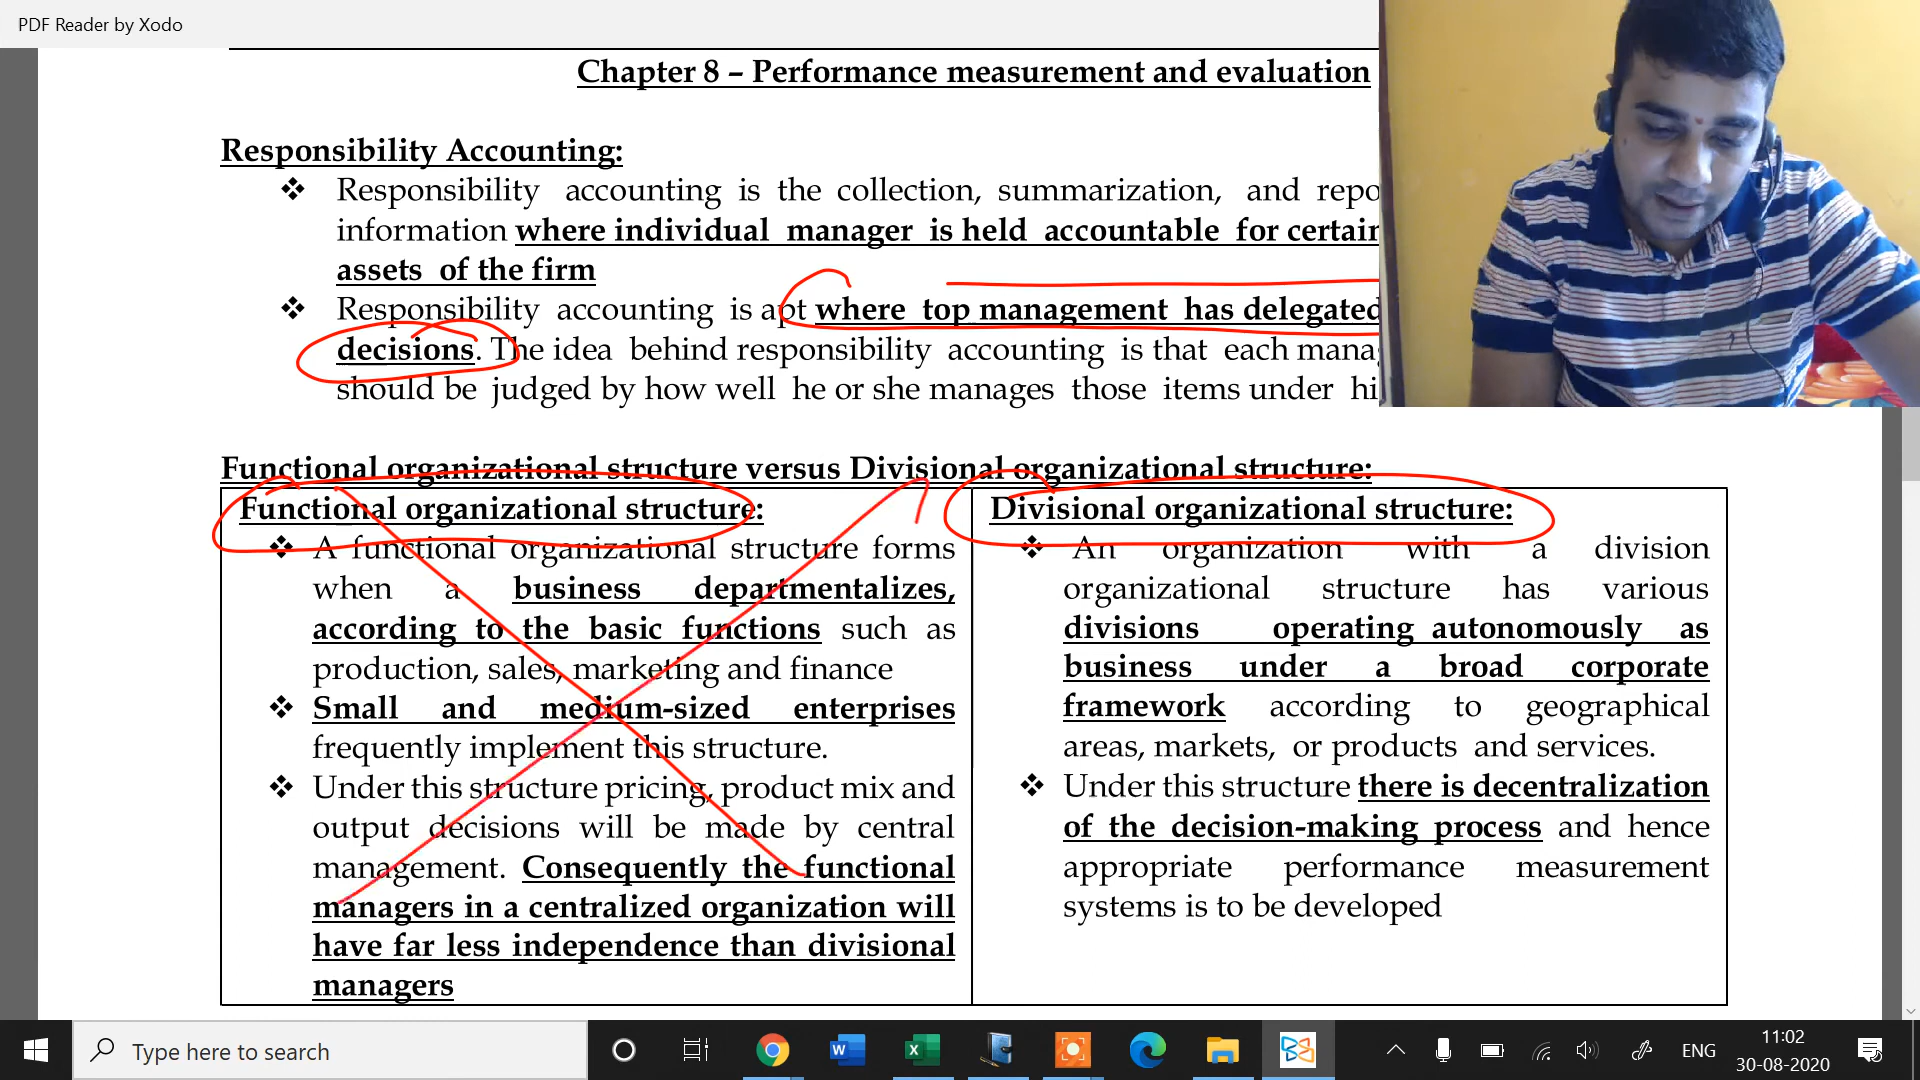 PDF Reader by Xodo
Chapter 8 – Performance measurement and evaluation
Responsibility Accounting:
❖ Responsibility accounting is the collection, summarization, and repo
information where individual manager is held accountable for certain
assets of the firm
❖ Responsibility accounting is apt where top management has delegated
decisions. The idea behind responsibility accounting is that each mana
should be judged by how well he or she manages those items under hi
Functional organizational structure versus Divisional organizational structure:
Functional organizational structure:
❖ A functional organizational structure forms
when a business departmentalizes,
according to the basic functions such as
production, sales, marketing and finance
❖ Small and medium-sized enterprises
frequently implement this structure.
❖ Under this structure pricing, product mix and
output decisions will be made by central
management. Consequently the functional
managers in a centralized organization will
have far less independence than divisional
managers
Divisional organizational structure:
❖ An organization with a division
organizational structure has various
divisions operating autonomously as
business under a broad corporate
framework according to geographical
areas, markets, or products and services.
❖ Under this structure there is decentralization
of the decision-making process and hence
appropriate performance measurement
systems is to be developed
Type here to search
ENG
11:02
30-08-2020